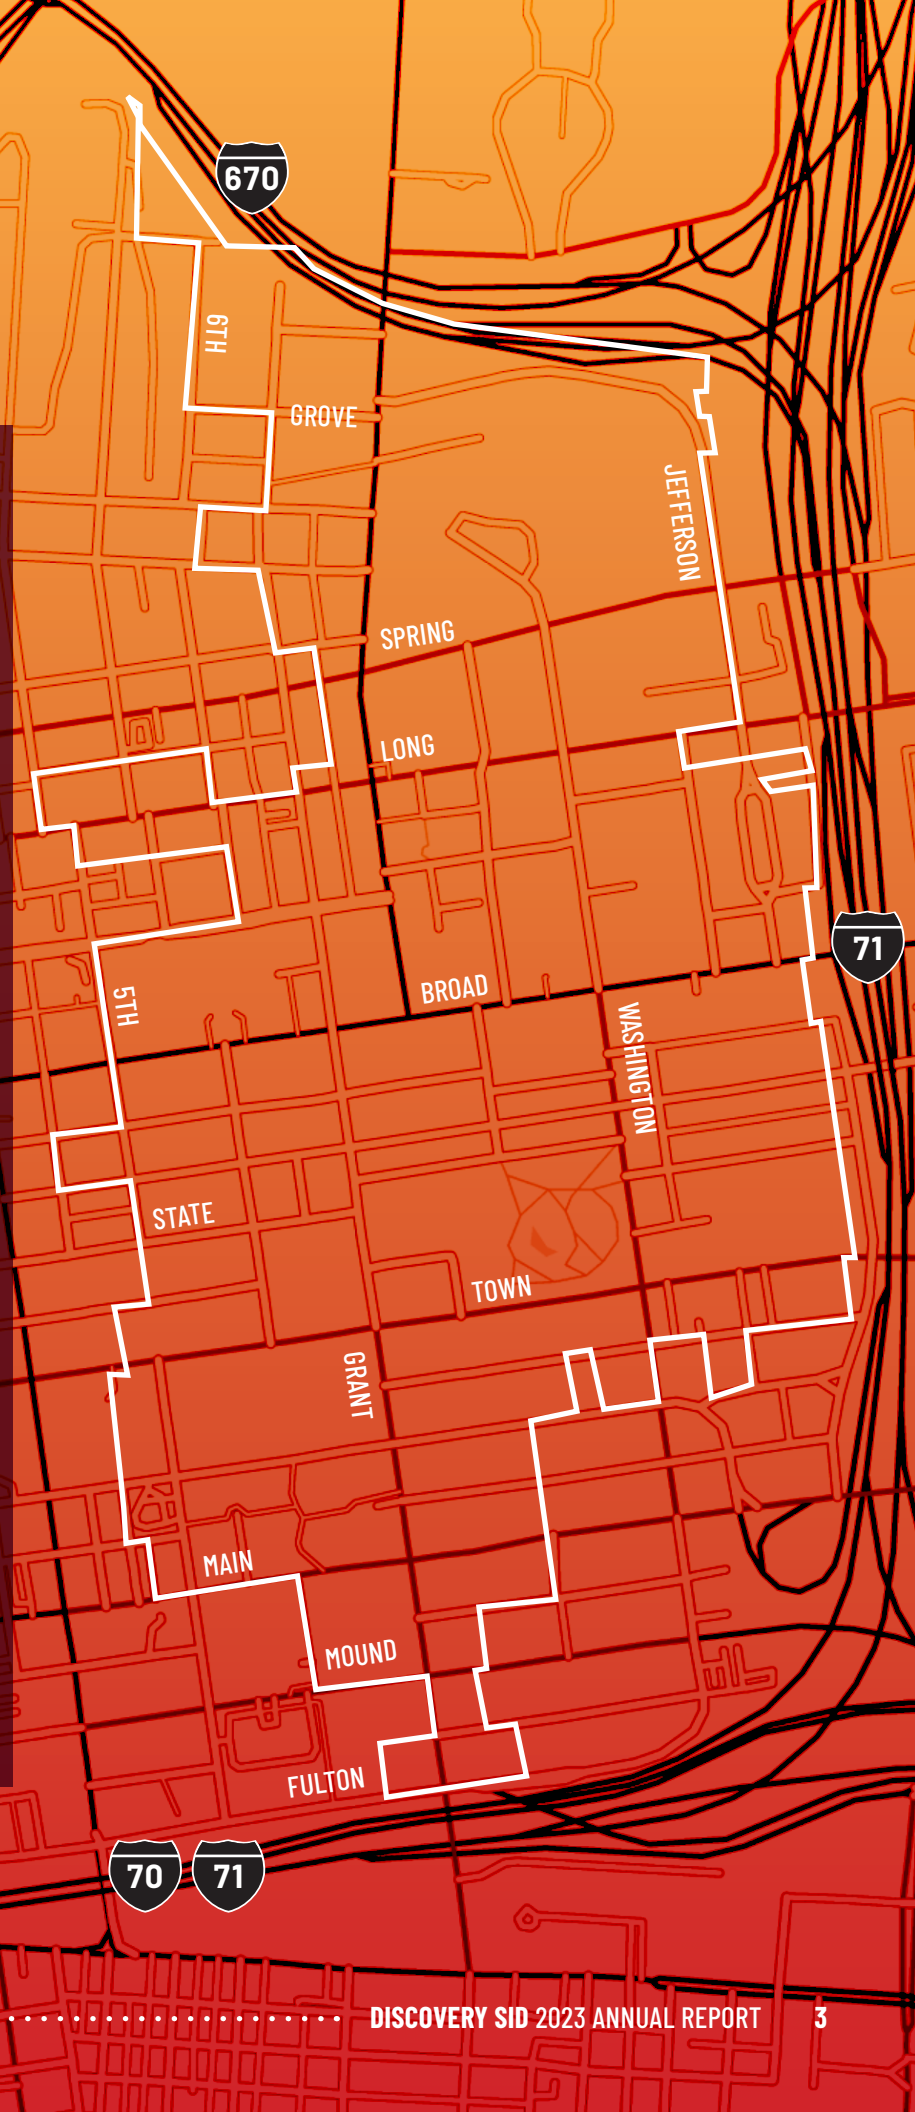 670
6TH
GROVE
JEFFERSON
SPRING
LONG
71
BROAD
5TH
WASHINGTON
STATE
TOWN
GRANT
MAIN
MOUND
FULTON
70
71
DISCOVERY SID 2023 ANNUAL REPORT 3